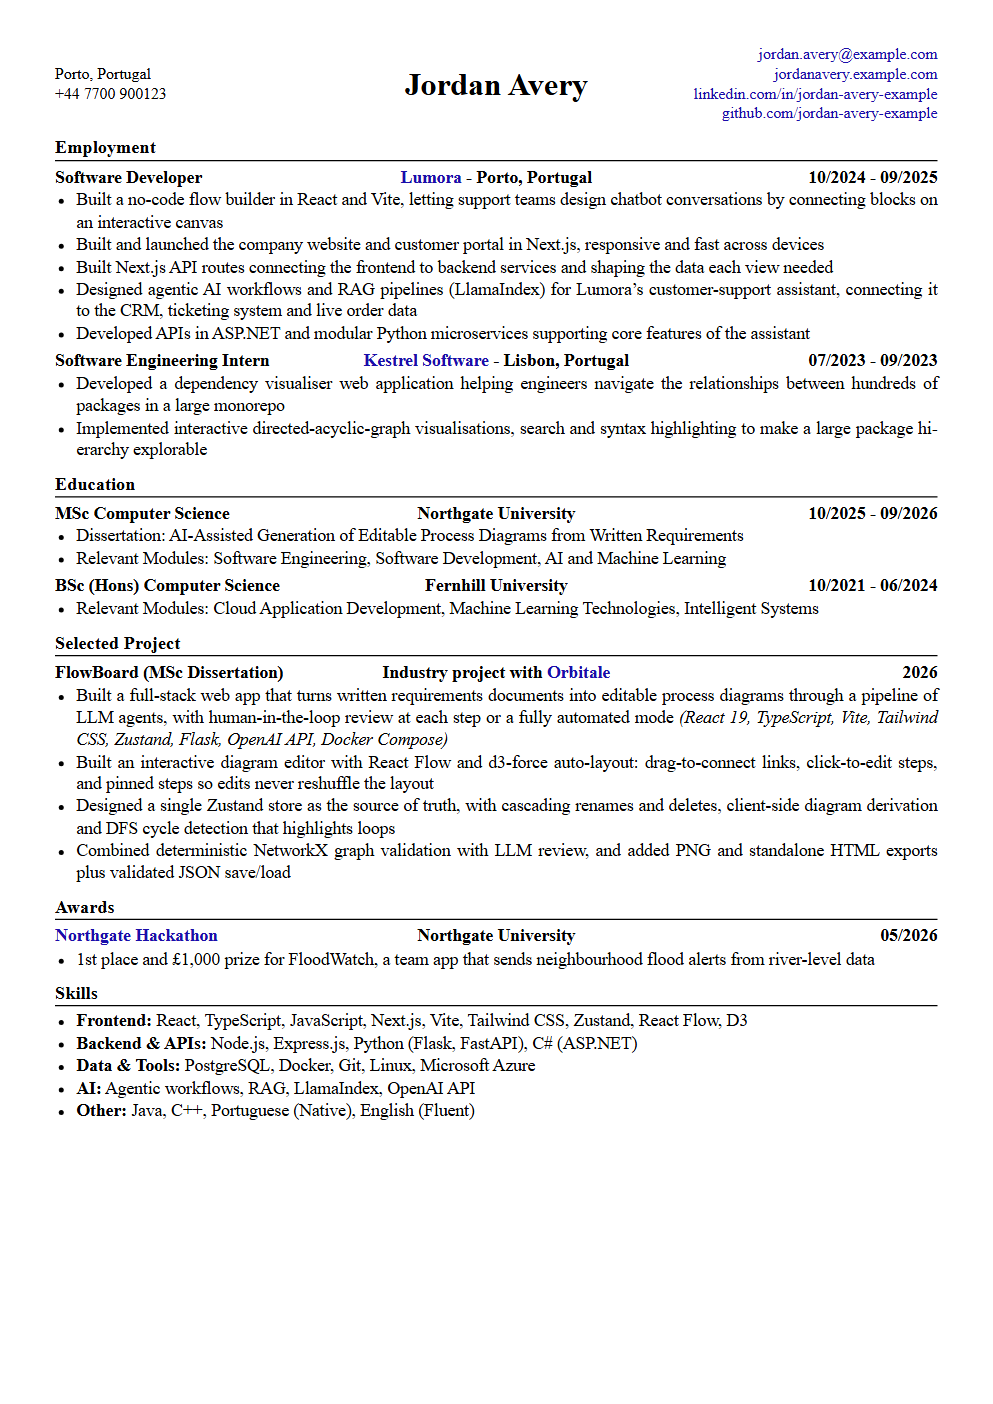 Porto, Portugal
+44 7700 900123
Jordan Avery
jordan.avery@example.com
jordanavery.example.com
linkedin.com/in/jordan-avery-example
github.com/jordan-avery-example
Employment
Software Developer Lumora - Porto, Portugal 10/2024 - 09/2025
• Built a no-code flow builder in React and Vite, letting support teams design chatbot conversations by connecting blocks on
an interactive canvas
• Built and launched the company website and customer portal in Next.js, responsive and fast across devices
• Built Next.js API routes connecting the frontend to backend services and shaping the data each view needed
• Designed agentic AI workflows and RAG pipelines (LlamaIndex) for Lumora’s customer-support assistant, connecting it
to the CRM, ticketing system and live order data
• Developed APIs in ASP.NET and modular Python microservices supporting core features of the assistant
Software Engineering Intern Kestrel Software - Lisbon, Portugal 07/2023 - 09/2023
• Developed a dependency visualiser web application helping engineers navigate the relationships between hundreds of
packages in a large monorepo
• Implemented interactive directed-acyclic-graph visualisations, search and syntax highlighting to make a large package hi-
erarchy explorable
Education
MSc Computer Science Northgate University 10/2025 - 09/2026
• Dissertation: AI-Assisted Generation of Editable Process Diagrams from Written Requirements
• Relevant Modules: Software Engineering, Software Development, AI and Machine Learning
BSc (Hons) Computer Science Fernhill University 10/2021 - 06/2024
• Relevant Modules: Cloud Application Development, Machine Learning Technologies, Intelligent Systems
Selected Project
FlowBoard (MSc Dissertation) Industry project with Orbitale 2026
• Built a full-stack web app that turns written requirements documents into editable process diagrams through a pipeline of
LLM agents, with human-in-the-loop review at each step or a fully automated mode (React 19, TypeScript, Vite, Tailwind
CSS, Zustand, Flask, OpenAI API, Docker Compose)
• Built an interactive diagram editor with React Flow and d3-force auto-layout: drag-to-connect links, click-to-edit steps,
and pinned steps so edits never reshuffle the layout
• Designed a single Zustand store as the source of truth, with cascading renames and deletes, client-side diagram derivation
and DFS cycle detection that highlights loops
• Combined deterministic NetworkX graph validation with LLM review, and added PNG and standalone HTML exports
plus validated JSON save/load
Awards
Northgate Hackathon Northgate University 05/2026
• 1st place and £1,000 prize for FloodWatch, a team app that sends neighbourhood flood alerts from river-level data
Skills
• Frontend: React, TypeScript, JavaScript, Next.js, Vite, Tailwind CSS, Zustand, React Flow, D3
• Backend & APIs: Node.js, Express.js, Python (Flask, FastAPI), C# (ASP.NET)
• Data & Tools: PostgreSQL, Docker, Git, Linux, Microsoft Azure
• AI: Agentic workflows, RAG, LlamaIndex, OpenAI API
• Other: Java, C++, Portuguese (Native), English (Fluent)